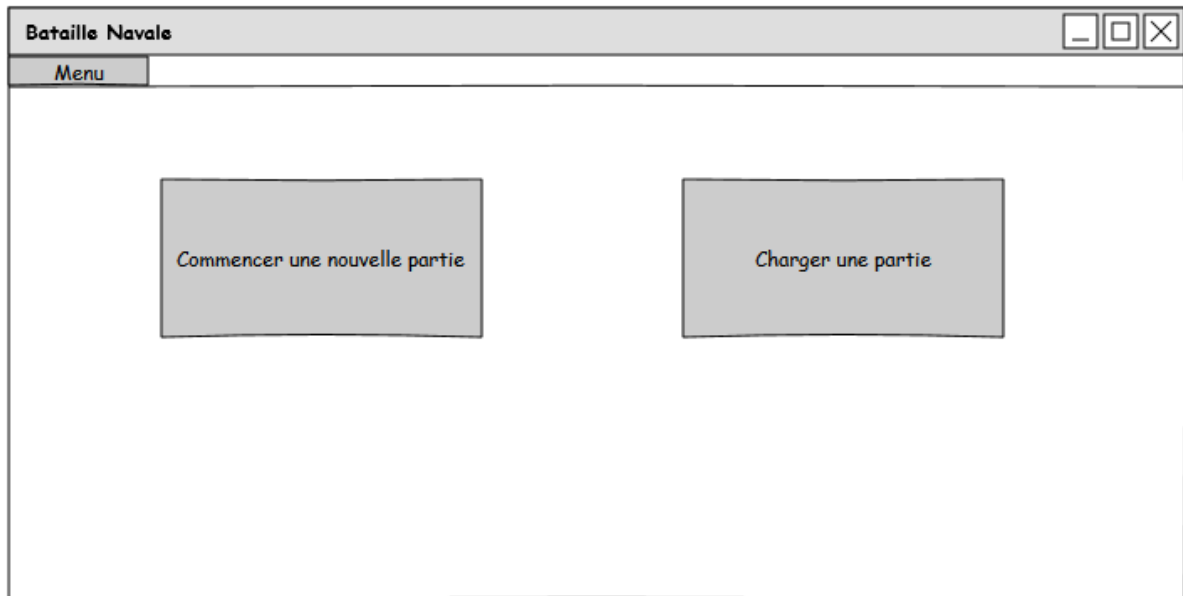 Bataille Navale
Menu
Commencer une nouvelle partie
Charger une partie